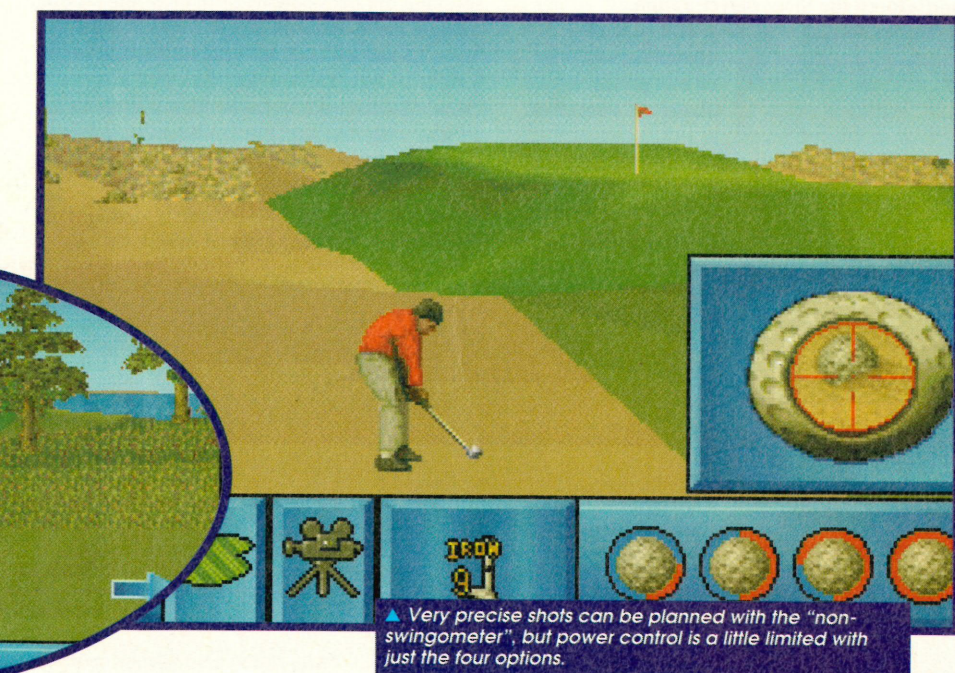 IRON
9
▲ Very precise shots can be planned with the "non-
swingometer", but power control is a little limited with
just the four options.